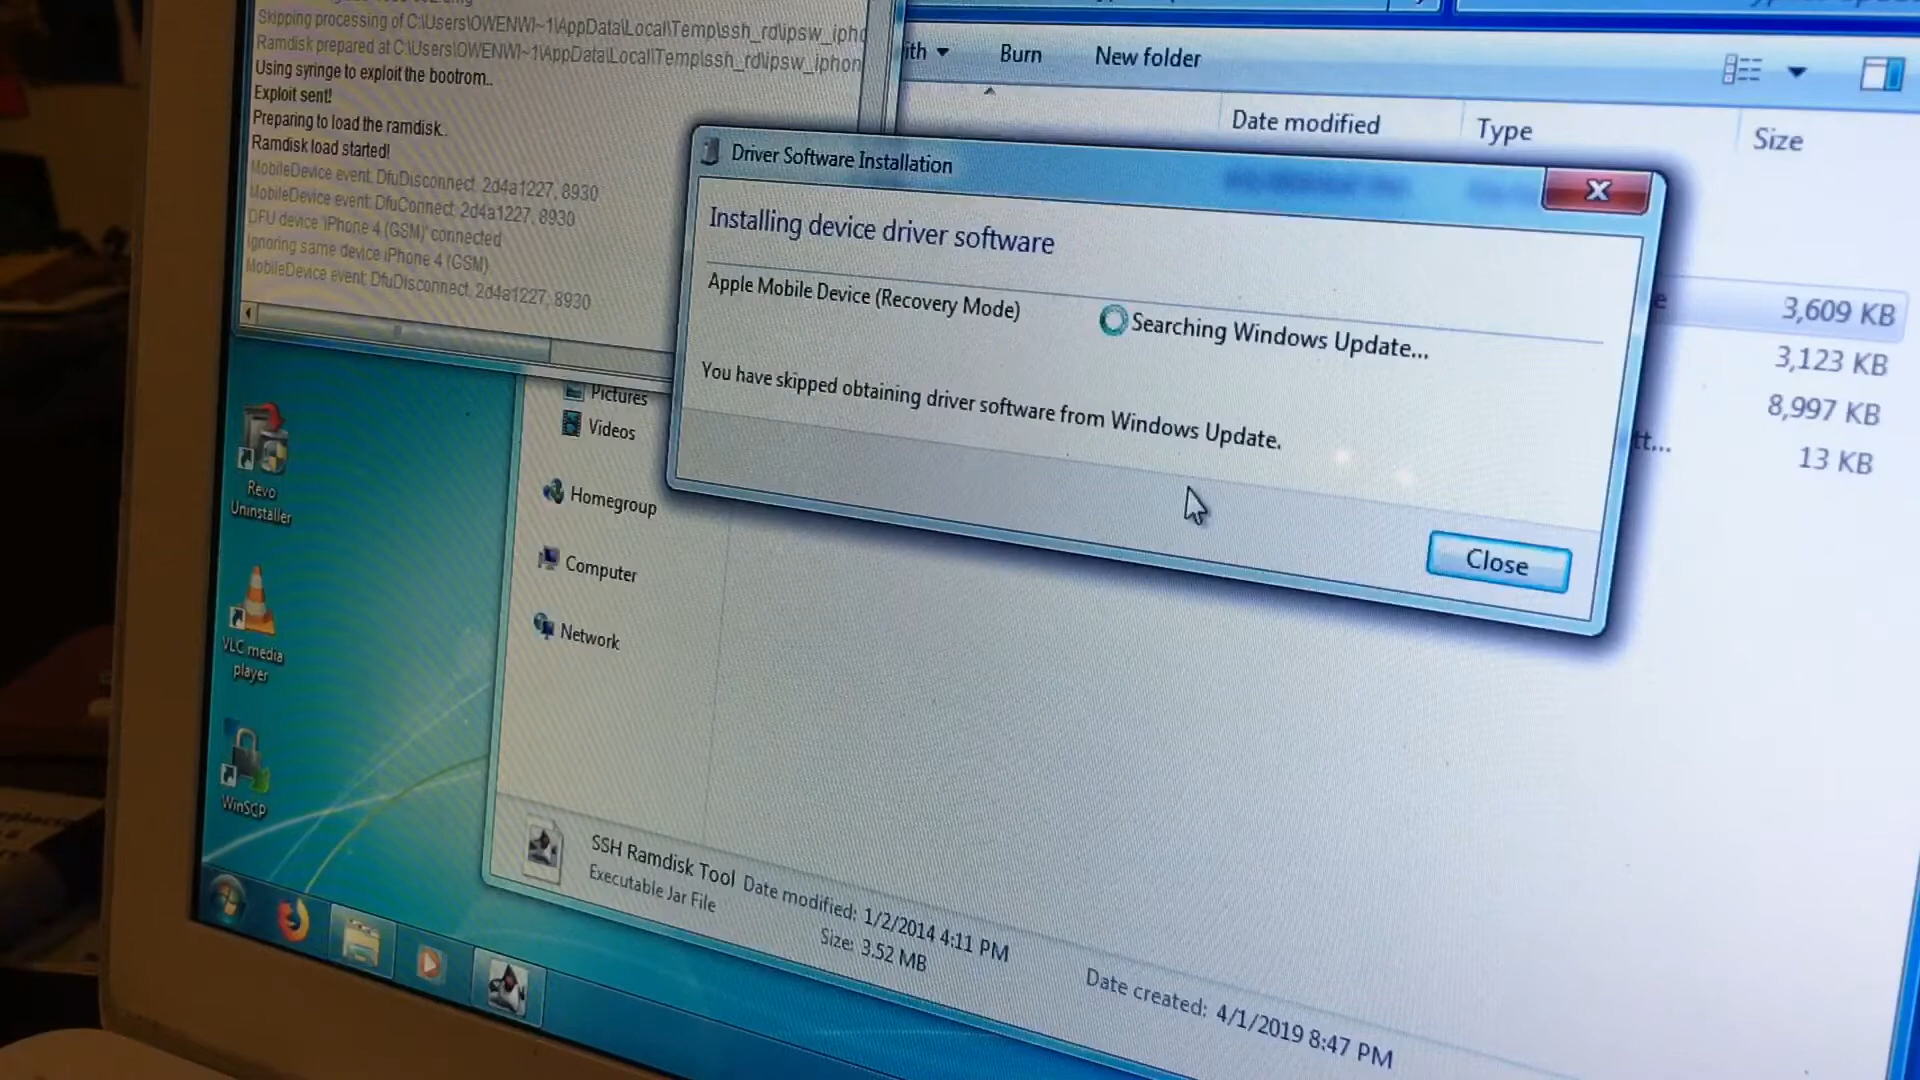 Skipping processing of C:\Users\OWENWI~1\AppData\Local\Temp\ssh_rd\ipsw_ipho
Ramdisk prepared at C:\Users\OWENWI~1\AppData\Local\Temp\ssh_rd\ipsw_iphon
Using syringe to exploit the bootrom..
Exploit sent!
Preparing to load the ramdisk..
Ramdisk load started!
MobileDevice event: DfuDisconnect, 2d4a1227, 8930
MobileDevice event: DfuConnect, 2d4a1227, 8930
DFU device 'iPhone 4 (GSM)' connected
Ignoring same device iPhone 4 (GSM)
MobileDevice event: DfuDisconnect, 2d4a1227, 8930
ith
Burn
New folder
Date modified
Type
Size
Driver Software Installation
Installing device driver software
Apple Mobile Device (Recovery Mode)
Searching Windows Update...
You have skipped obtaining driver software from Windows Update.
Close
e
3,609 KB
3,123 KB
8,997 KB
tt...
13 KB
Pictures
Videos
Homegroup
Computer
Network
Revo
Uninstaller
VLC media
player
WinSCP
SSH Ramdisk Tool
Date modified: 1/2/2014 4:11 PM
Executable Jar File
Size: 3.52 MB
Date created: 4/1/2019 8:47 PM